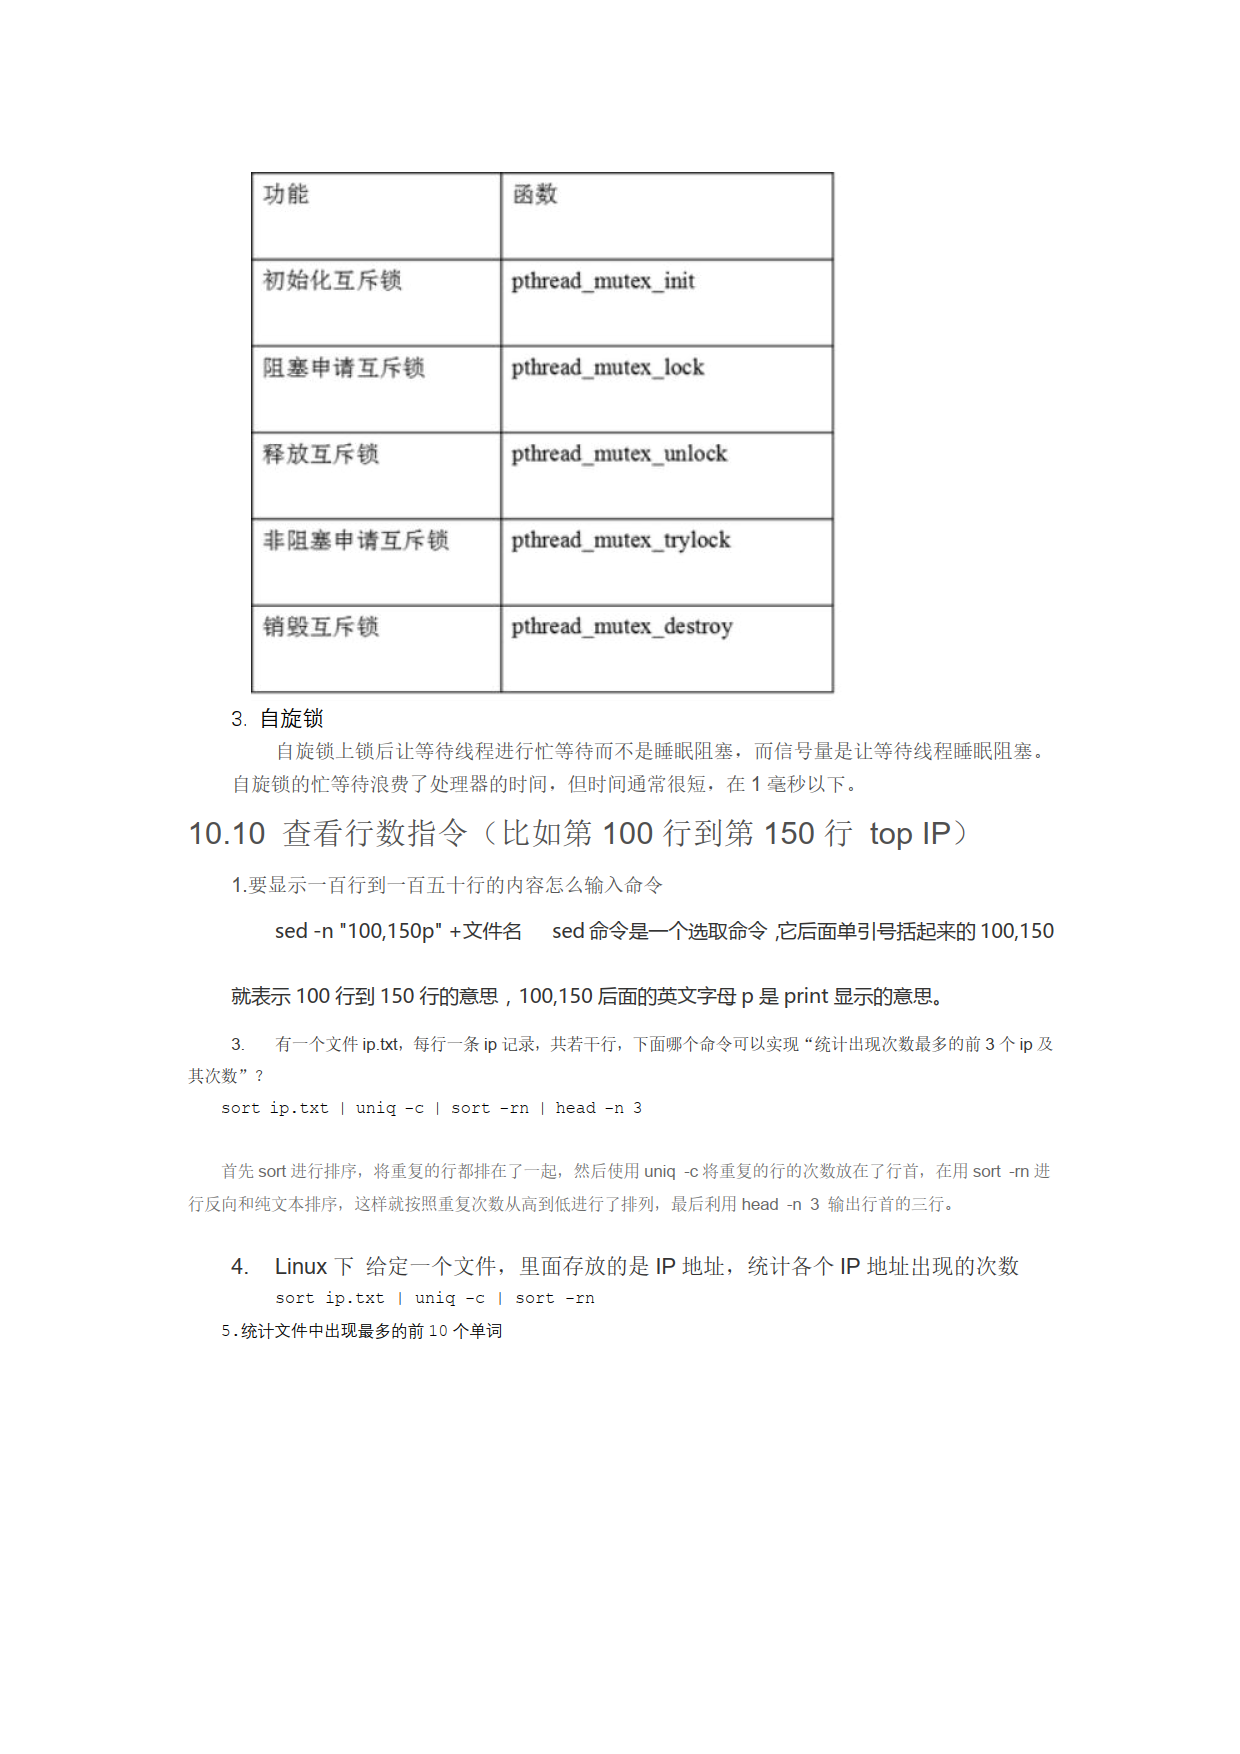 功能 函数
初始化互斥锁 pthread_mutex_init
阻塞申请互斥锁 pthread_mutex_lock
释放互斥锁 pthread_mutex_unlock
非阻塞申请互斥锁 pthread_mutex_trylock
销毁互斥锁 pthread_mutex_destroy
3. 自旋锁
自旋锁上锁后让等待线程进行忙等待而不是睡眠阻塞，而信号量是让等待线程睡眠阻塞。
自旋锁的忙等待浪费了处理器的时间，但时间通常很短，在 1 毫秒以下。
10.10 查看行数指令（比如第 100 行到第 150 行 top IP）
1.要显示一百行到一百五十行的内容怎么输入命令
sed -n "100,150p" +文件名 sed 命令是一个选取命令 ,它后面单引号括起来的 100,150
就表示 100 行到 150 行的意思，100,150 后面的英文字母 p 是 print 显示的意思。
3. 有一个文件 ip.txt，每行一条 ip 记录，共若干行，下面哪个命令可以实现“统计出现次数最多的前 3 个 ip 及
其次数”？
sort ip.txt | uniq -c | sort -rn | head -n 3
首先 sort 进行排序，将重复的行都排在了一起，然后使用 uniq -c 将重复的行的次数放在了行首，在用 sort -rn 进
行反向和纯文本排序，这样就按照重复次数从高到低进行了排列，最后利用 head -n 3 输出行首的三行。
4. Linux 下 给定一个文件，里面存放的是 IP 地址，统计各个 IP 地址出现的次数
sort ip.txt | uniq -c | sort -rn
5.统计文件中出现最多的前 10 个单词